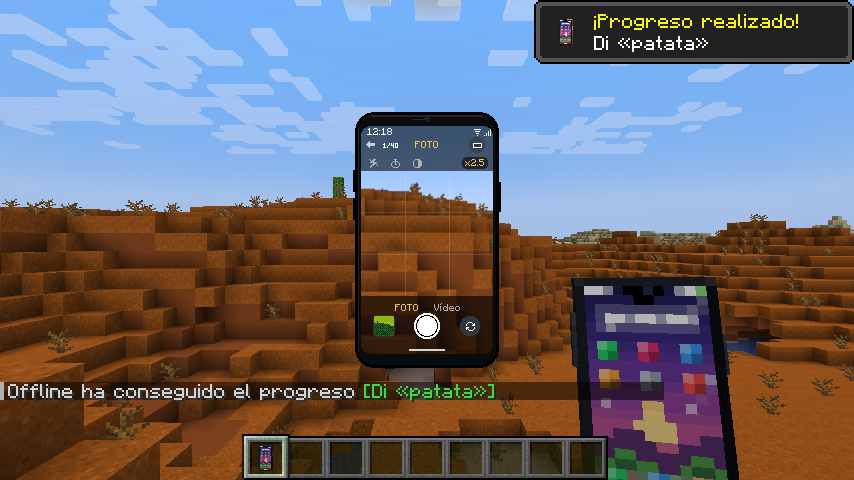 ¡Progreso realizado!
Di «patata»
12:18
1/40 FOTO
x2.5
FOTO Vídeo
Offline ha conseguido el progreso [Di «patata»]